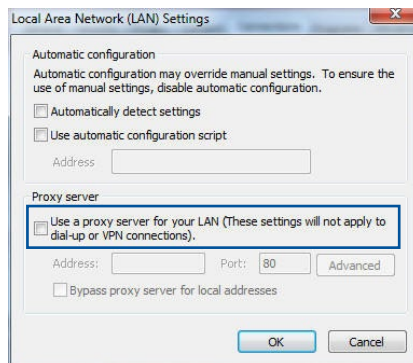 Local Area Network (LAN) Settings
Automatic configuration
Automatic configuration may override manual settings. To ensure the
use of manual settings, disable automatic configuration.
Automatically detect settings
Use automatic configuration script
Address
Proxy server
Use a proxy server for your LAN (These settings will not apply to
dial-up or VPN connections).
Address: Port: 80 Advanced
Bypass proxy server for local addresses
OK Cancel